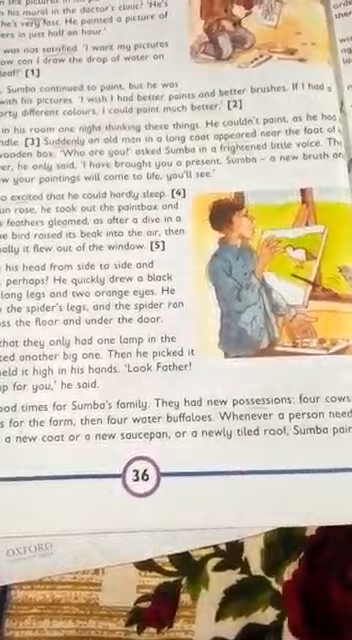 n his mural in the doctor's clinic! 'He's
he's very fast. He painted a picture of
ers in just half an hour.'
was not satisfied. 'I want my pictures
ow can I draw the drop of water on
leaf?' [1]
, Sumba continued to paint, but he was
with his pictures. 'I wish I had better paints and better brushes. If I had a
orty different colours, I could paint much better.' [2]
in his room one night thinking these things. He couldn't paint, as he had
ndle. [3] Suddenly an old man in a long coat appeared near the foot of
wooden box. 'Who are you?' asked Sumba in a frightened little voice. Th
er, he only said, 'I have brought you a present, Sumba – a new brush an
w your paintings will come to life, you'll see.'
o excited that he could hardly sleep. [4]
un rose, he took out the paintbox and
s feathers gleamed, as after a dive in a
e bird raised its beak into the air, then
ally it flew out of the window. [5]
his head from side to side and
, perhaps? He quickly drew a black
long legs and two orange eyes. He
the spider's legs, and the spider ran
ss the floor and under the door.
that they only had one lamp in the
ted another big one. Then he picked it
held it high in his hands. 'Look Father!
p for you,' he said.
ood times for Sumba's family. They had new possessions: four cows
s for the farm, then four water buffaloes. Whenever a person need
a new coat or a new saucepan, or a newly tiled roof, Sumba pain
36
OXFORD